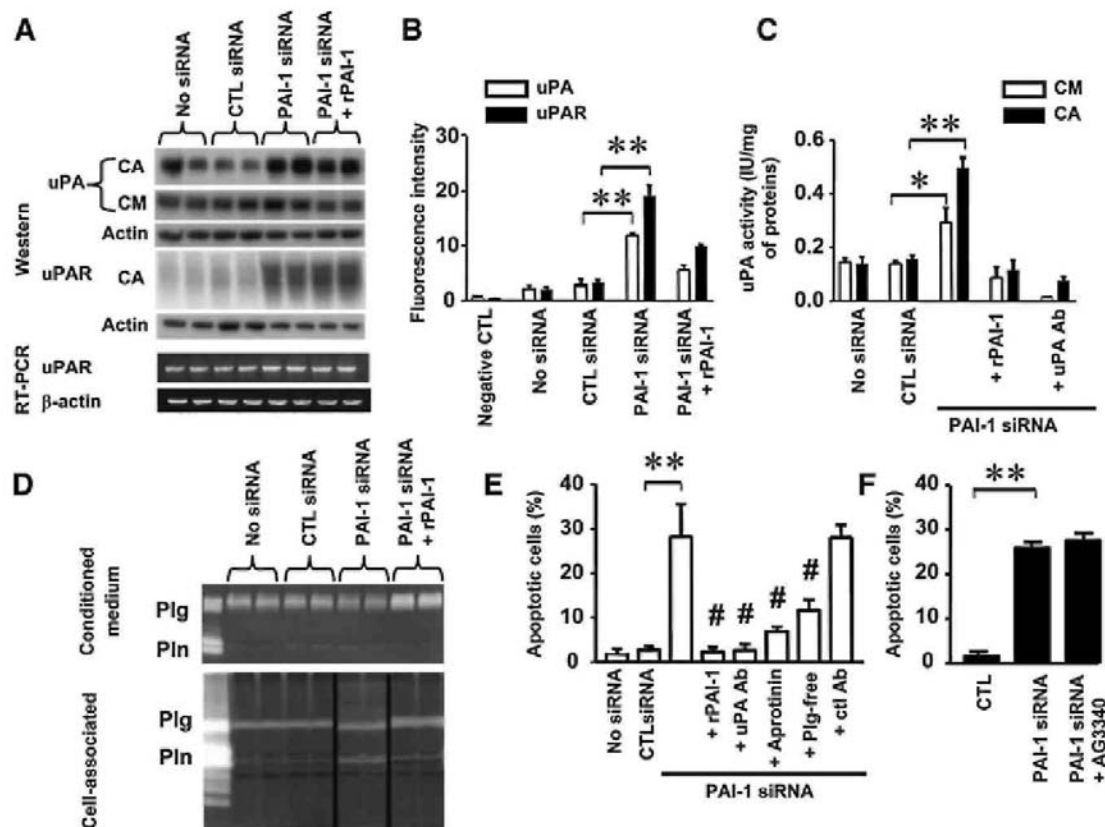 A
No siRNA
CTL siRNA
PAI-1 siRNA
PAI-1 siRNA
+ rPAI-1
Western
uPA
CA
CM
Actin
uPAR
CA
Actin
RT-PCR
uPAR
β-actin
B
uPA
uPAR
Fluorescence intensity
30
20
10
0
**
**
Negative CTL
No siRNA
CTL siRNA
PAI-1 siRNA
PAI-1 siRNA
+ rPAI-1
C
CM
CA
uPA activity (IU/mg
of proteins)
0.6
0.4
0.2
0.0
**
*
No siRNA
CTL siRNA
+ rPAI-1
+ uPA Ab
PAI-1 siRNA
D
No siRNA
CTL siRNA
PAI-1 siRNA
PAI-1 siRNA
+ rPAI-1
Conditioned
medium
Plg
Pln
Cell-associated
Plg
Pln
E
Apoptotic cells (%)
40
30
20
10
0
**
# # # #
No siRNA
CTLsiRNA
+ rPAI-1
+ uPA Ab
+ Aprotinin
+ Plg-free
+ ctl Ab
PAI-1 siRNA
F
Apoptotic cells (%)
40
30
20
10
0
**
CTL
PAI-1 siRNA
PAI-1 siRNA
+ AG3340